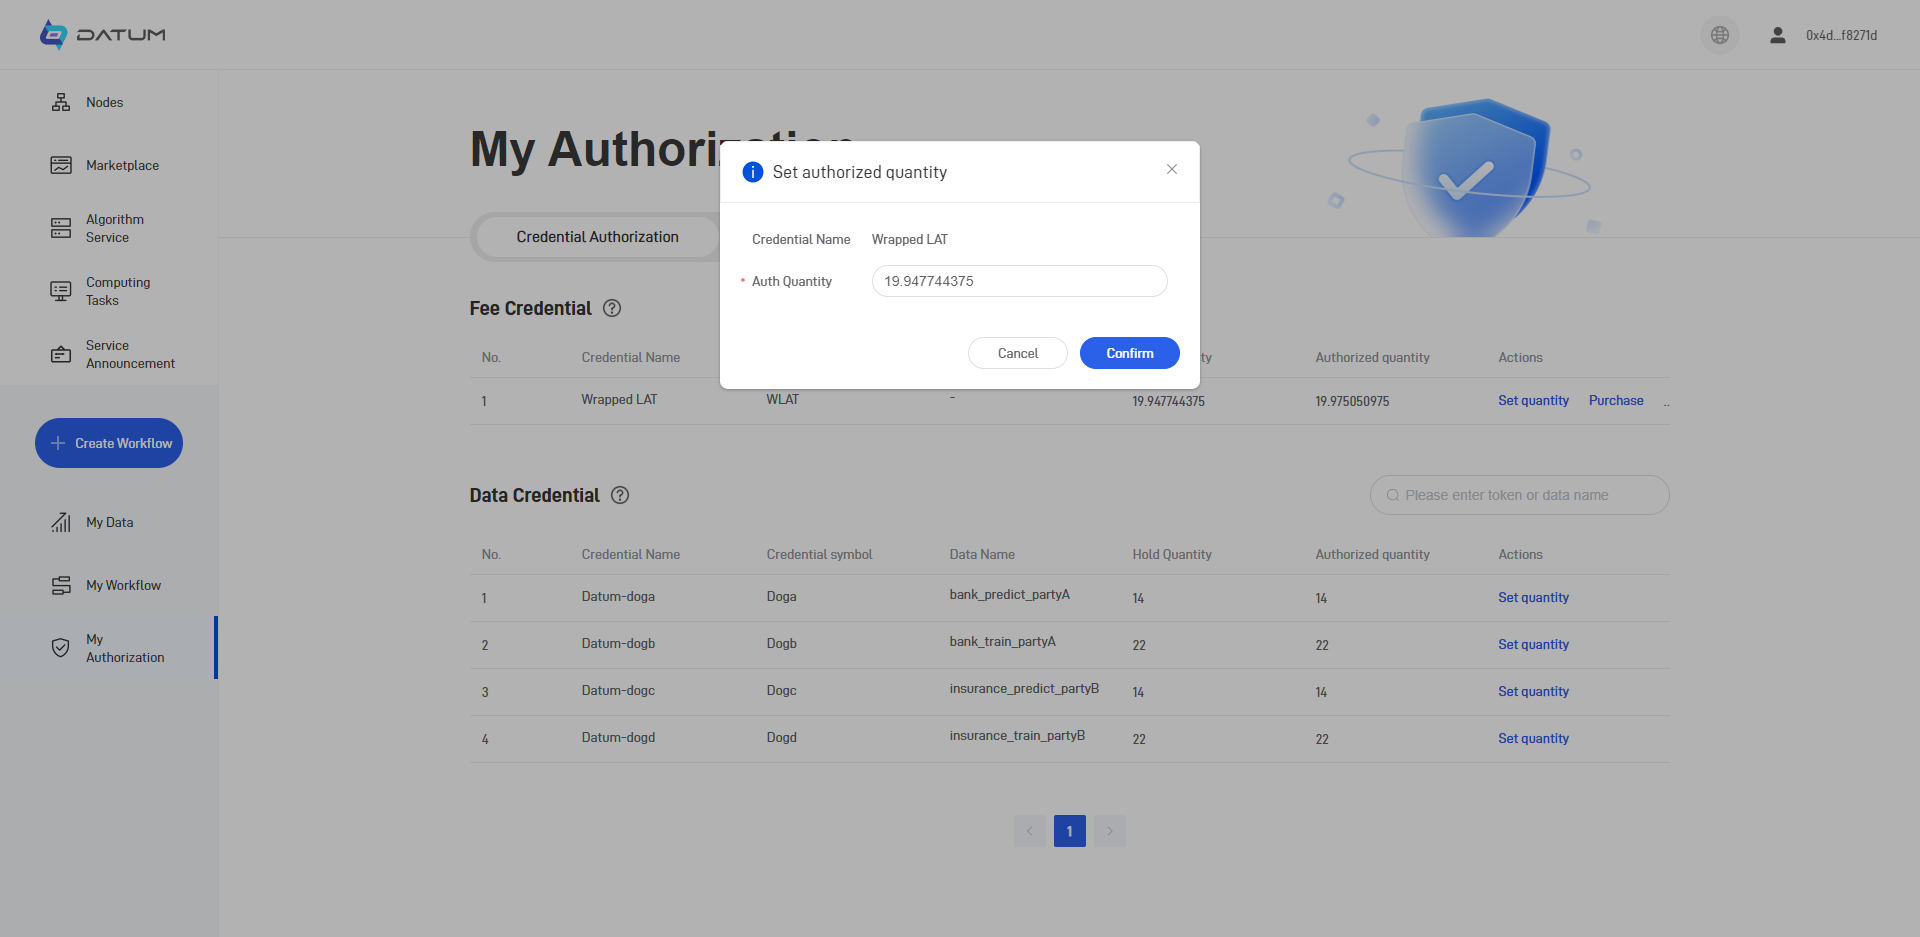 DATUM
0x4d...f8271d
Nodes
Marketplace
Algorithm
Service
Computing
Tasks
Service
Announcement
Create Workflow
My Data
My Workflow
My
Authorization
My Authorization
Credential Authorization
Set authorized quantity
Credential Name Wrapped LAT
* Auth Quantity 19.947744375
Cancel Confirm
Fee Credential ?
No. Credential Name ty Authorized quantity Actions
1 Wrapped LAT WLAT - 19.947744375 19.975050975 Set quantity Purchase ..
Data Credential ?
Please enter token or data name
No. Credential Name Credential symbol Data Name Hold Quantity Authorized quantity Actions
1 Datum-doga Doga bank_predict_partyA 14 14 Set quantity
2 Datum-dogb Dogb bank_train_partyA 22 22 Set quantity
3 Datum-dogc Dogc insurance_predict_partyB 14 14 Set quantity
4 Datum-dogd Dogd insurance_train_partyB 22 22 Set quantity
< 1 >